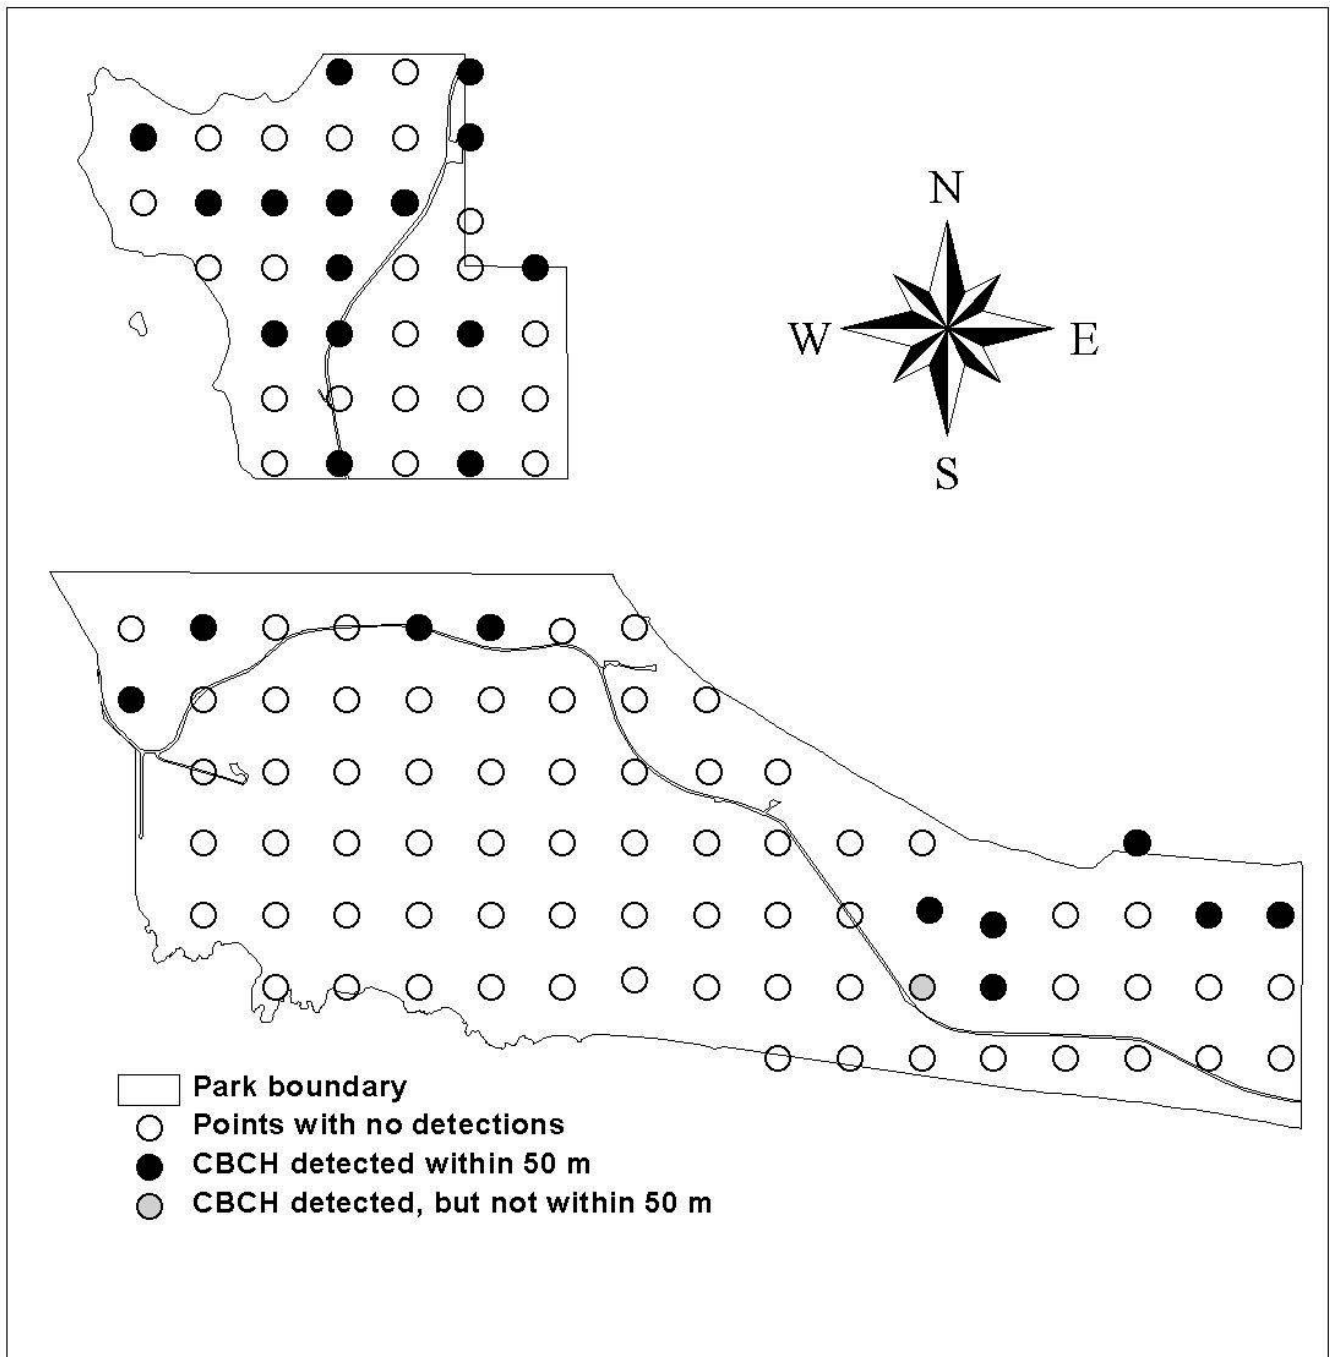 N
W E
S
Park boundary
Points with no detections
CBCH detected within 50 m
CBCH detected, but not within 50 m